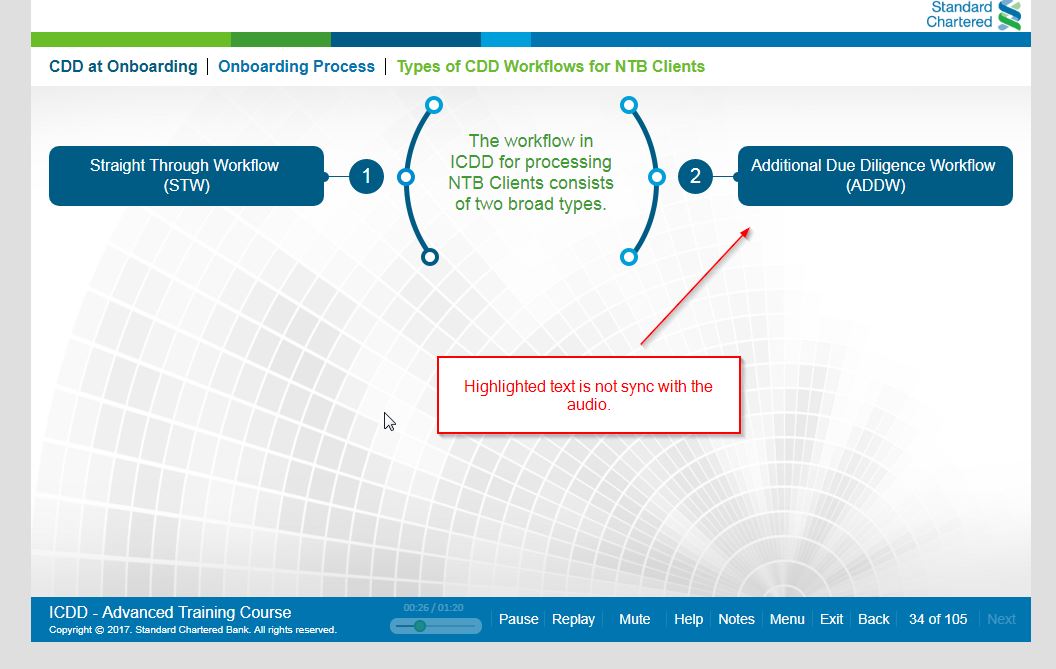 Standard
Chartered
CDD at Onboarding | Onboarding Process | Types of CDD Workflows for NTB Clients
The workflow in
ICDD for processing
NTB Clients consists
of two broad types.
Straight Through Workflow
(STW)
1
2
Additional Due Diligence Workflow
(ADDW)
Highlighted text is not sync with the
audio.
ICDD - Advanced Training Course
Copyright © 2017. Standard Chartered Bank. All rights reserved.
00:26 / 01:20
Pause Replay Mute Help Notes Menu Exit Back 34 of 105 Next